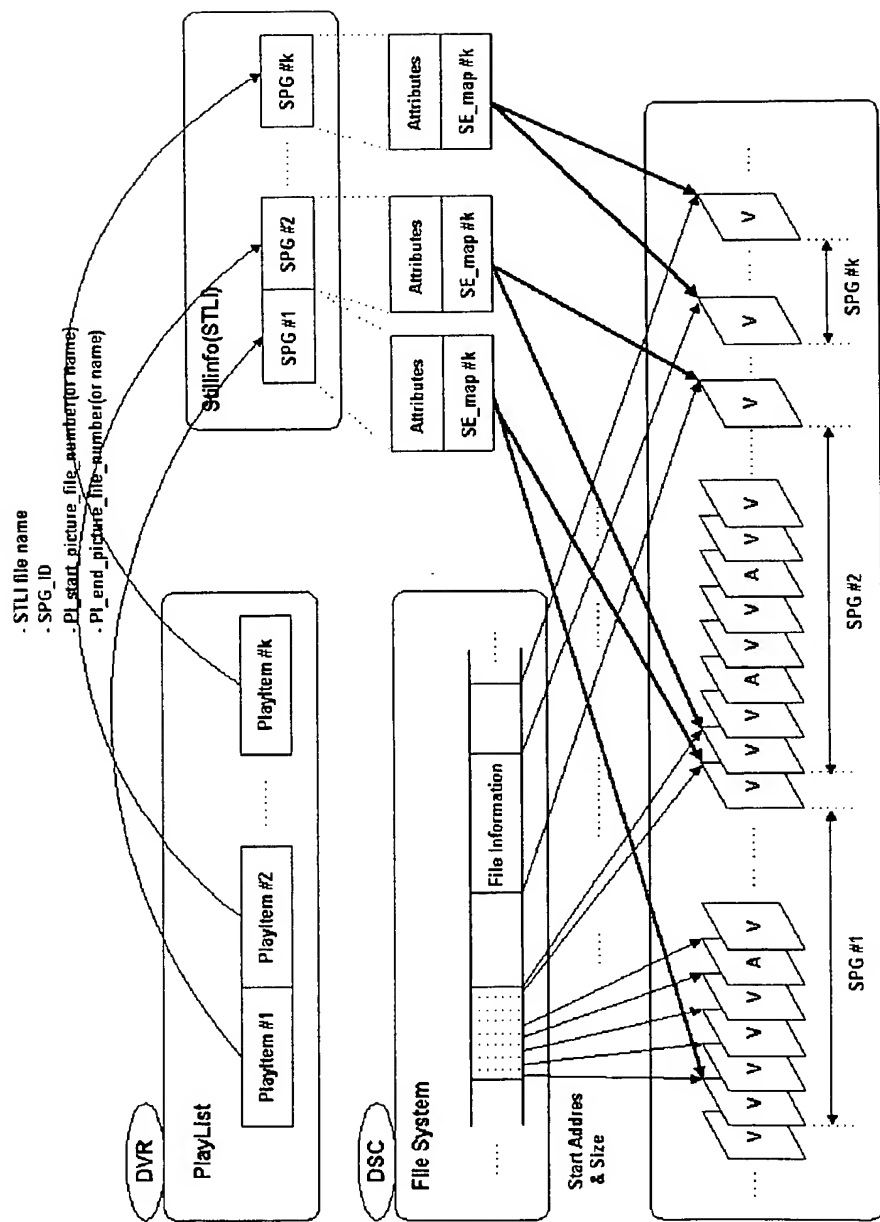 - STLI file name
- SPG_ID
- PI_start_picture_file_number(or name)
- PI_end_picture_file_number(or name)
DVR
PlayList
PlayItem #1
PlayItem #2
........
PlayItem #k
StillInfo(STLI)
SPG #1
SPG #2
........
SPG #k
DSC
File System
......
File Information
......
Attributes
SE_map #k
Attributes
SE_map #k
Attributes
SE_map #k
Start Addres
& Size
V
V
V
V
V
A
V
V
V
V
A
V
V
A
V
V
V
V
V
SPG #1
SPG #2
SPG #k